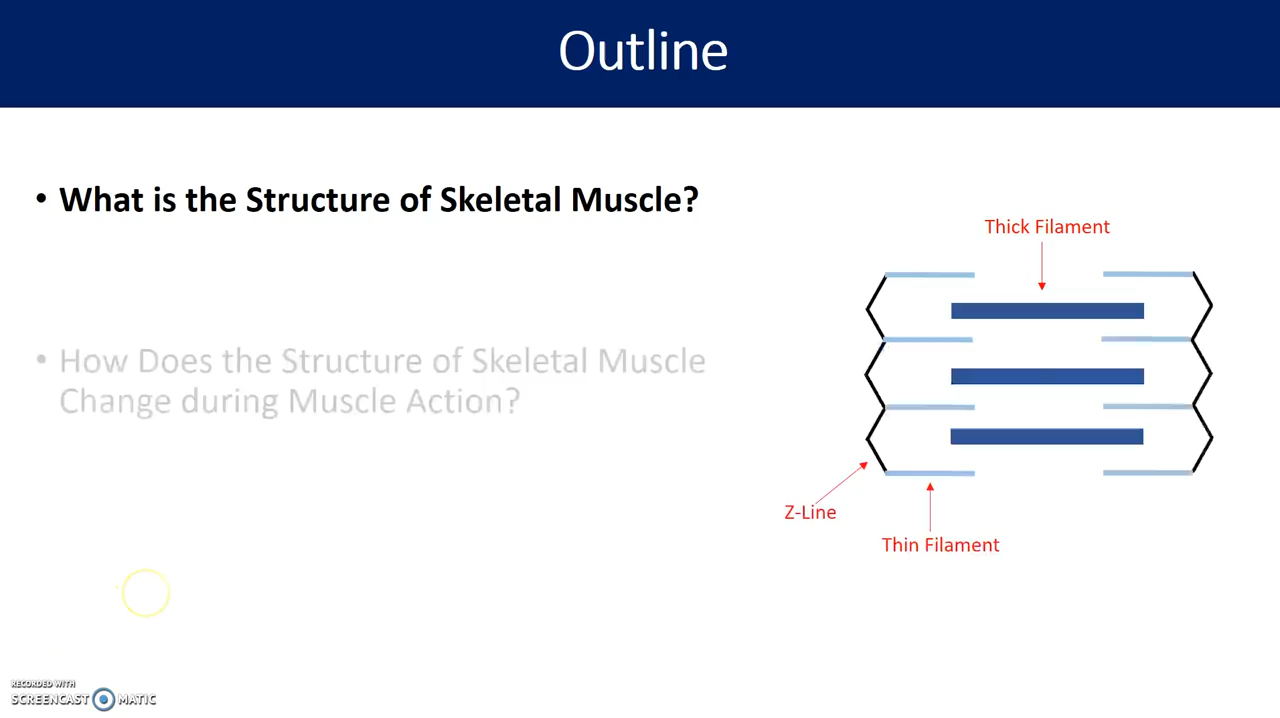 Outline
• What is the Structure of Skeletal Muscle?
• How Does the Structure of Skeletal Muscle
Change during Muscle Action?
Thick Filament
Z-Line
Thin Filament
RECORDED WITH
SCREENCAST MATIC